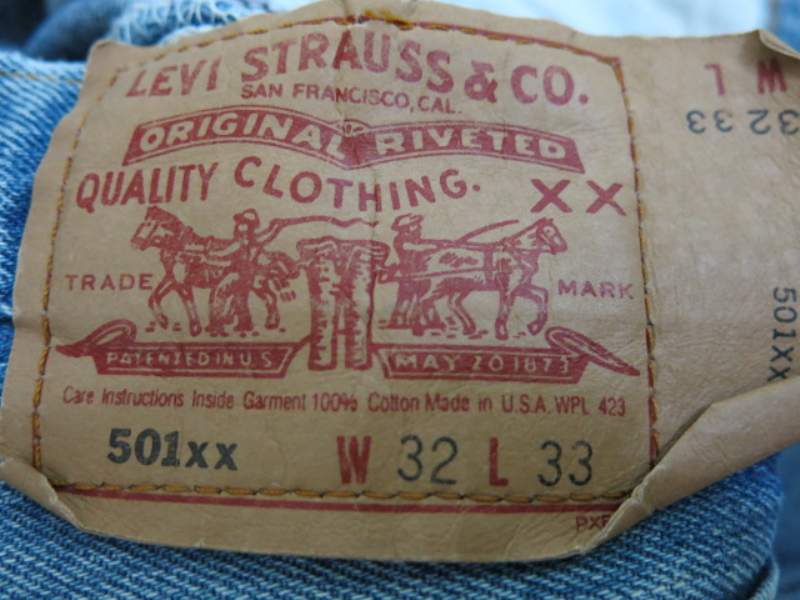 LEVI STRAUSS & CO.
SAN FRANCISCO, CAL.
ORIGINAL RIVETED
QUALITY CLOTHING.
XX
TRADE MARK
PATENTED IN U S MAY 20 1873
Care Instructions Inside Garment 100% Cotton Made in U.S.A. WPL 423
501xx W 32 L 33
W L
32 33
501xx